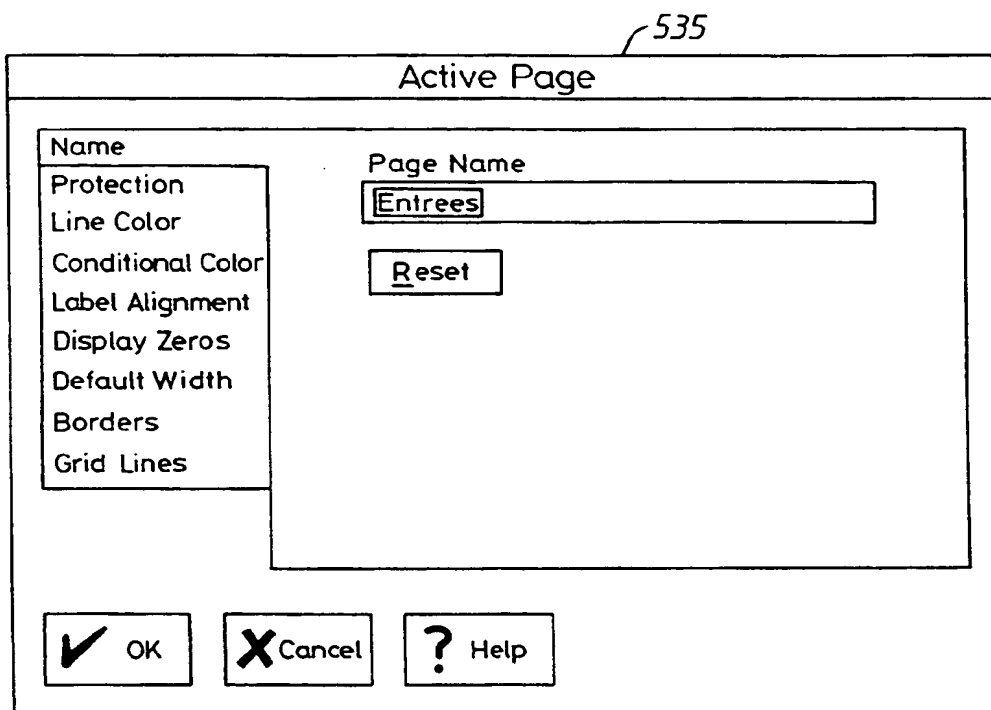 535
Active Page
Name
Protection
Line Color
Conditional Color
Label Alignment
Display Zeros
Default Width
Borders
Grid Lines
Page Name
Entrees
Reset
OK
Cancel
? Help